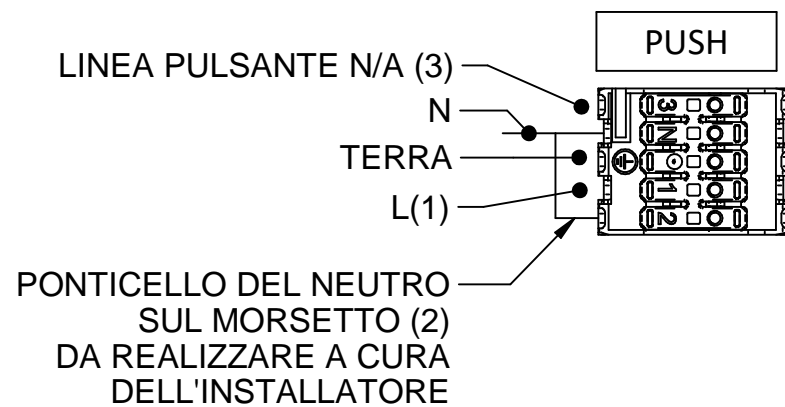 PUSH
LINEA PULSANTE N/A (3)
N
TERRA
L(1)
PONTICELLO DEL NEUTRO
SUL MORSETTO (2)
DA REALIZZARE A CURA
DELL'INSTALLATORE
3
N
1
2